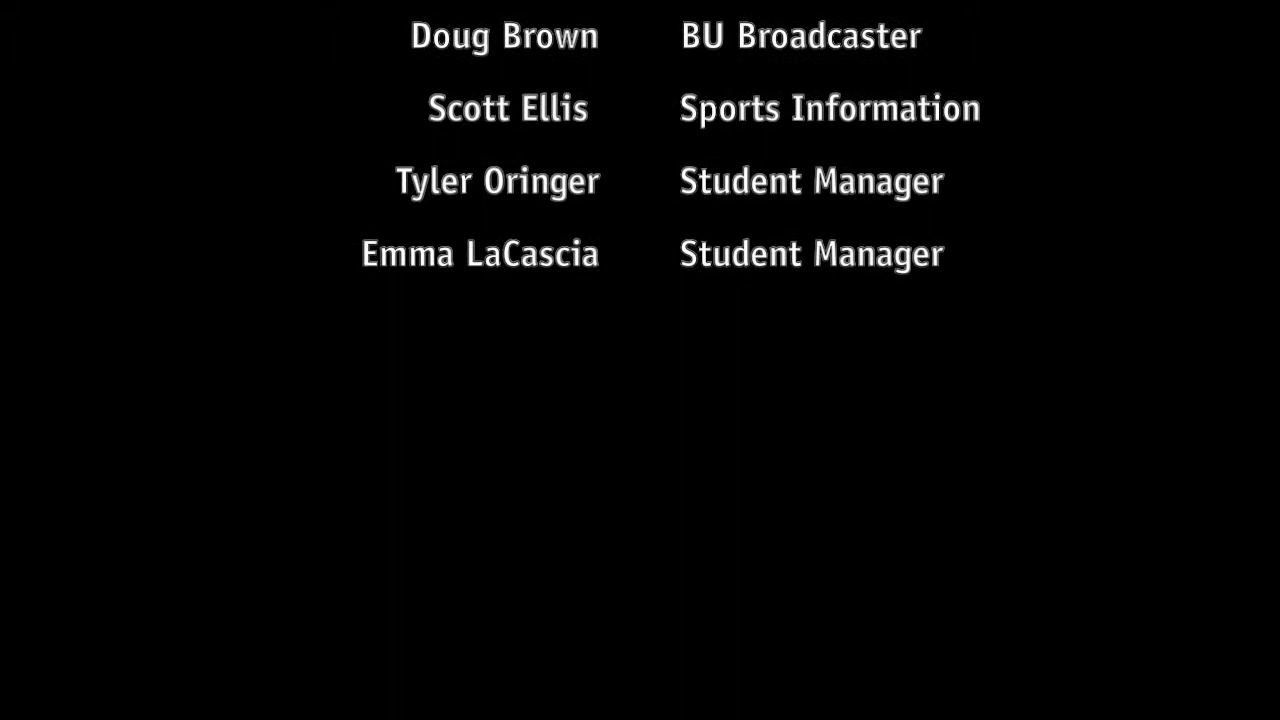 Doug Brown BU Broadcaster
Scott Ellis Sports Information
Tyler Oringer Student Manager
Emma LaCascia Student Manager